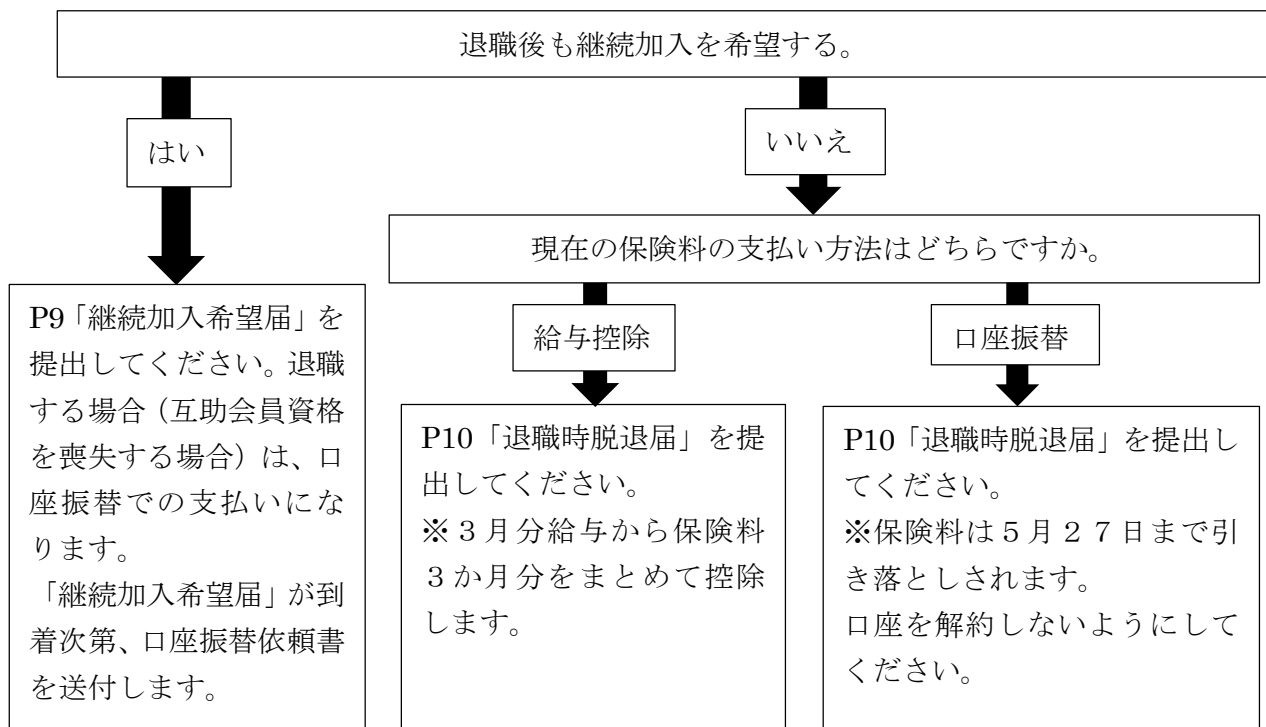 退職後も継続加入を希望する。
はい
いいえ
現在の保険料の支払い方法はどちらですか。
給与控除
口座振替
P9「継続加入希望届」を
提出してください。退職
する場合（互助会員資格
を喪失する場合）は、口
座振替での支払いにな
ります。
「継続加入希望届」が到
着次第、口座振替依頼書
を送付します。
P10「退職時脱退届」を提
出してください。
※３月分給与から保険料
３か月分をまとめて控除
します。
P10「退職時脱退届」を提出し
てください。
※保険料は５月２７日まで引
き落としされます。
口座を解約しないようにして
ください。